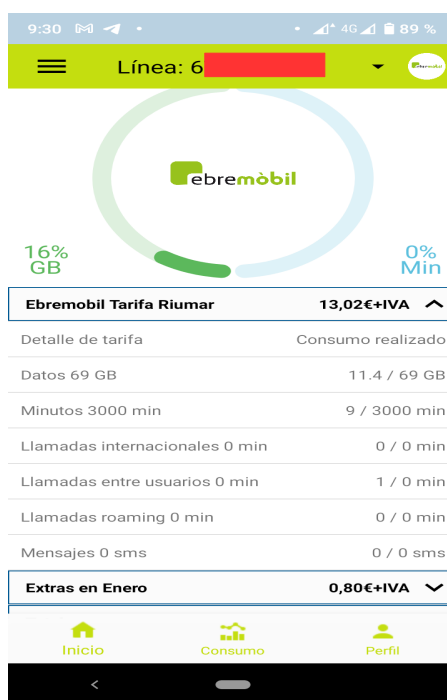 9:30 4G 89 %
Línea: 6
ebremòbil
16% GB
0% Min
Ebremobil Tarifa Riumar 13,02€+IVA
Detalle de tarifa Consumo realizado
Datos 69 GB 11.4 / 69 GB
Minutos 3000 min 9 / 3000 min
Llamadas internacionales 0 min 0 / 0 min
Llamadas entre usuarios 0 min 1 / 0 min
Llamadas roaming 0 min 0 / 0 min
Mensajes 0 sms 0 / 0 sms
Extras en Enero 0,80€+IVA
Inicio Consumo Perfil